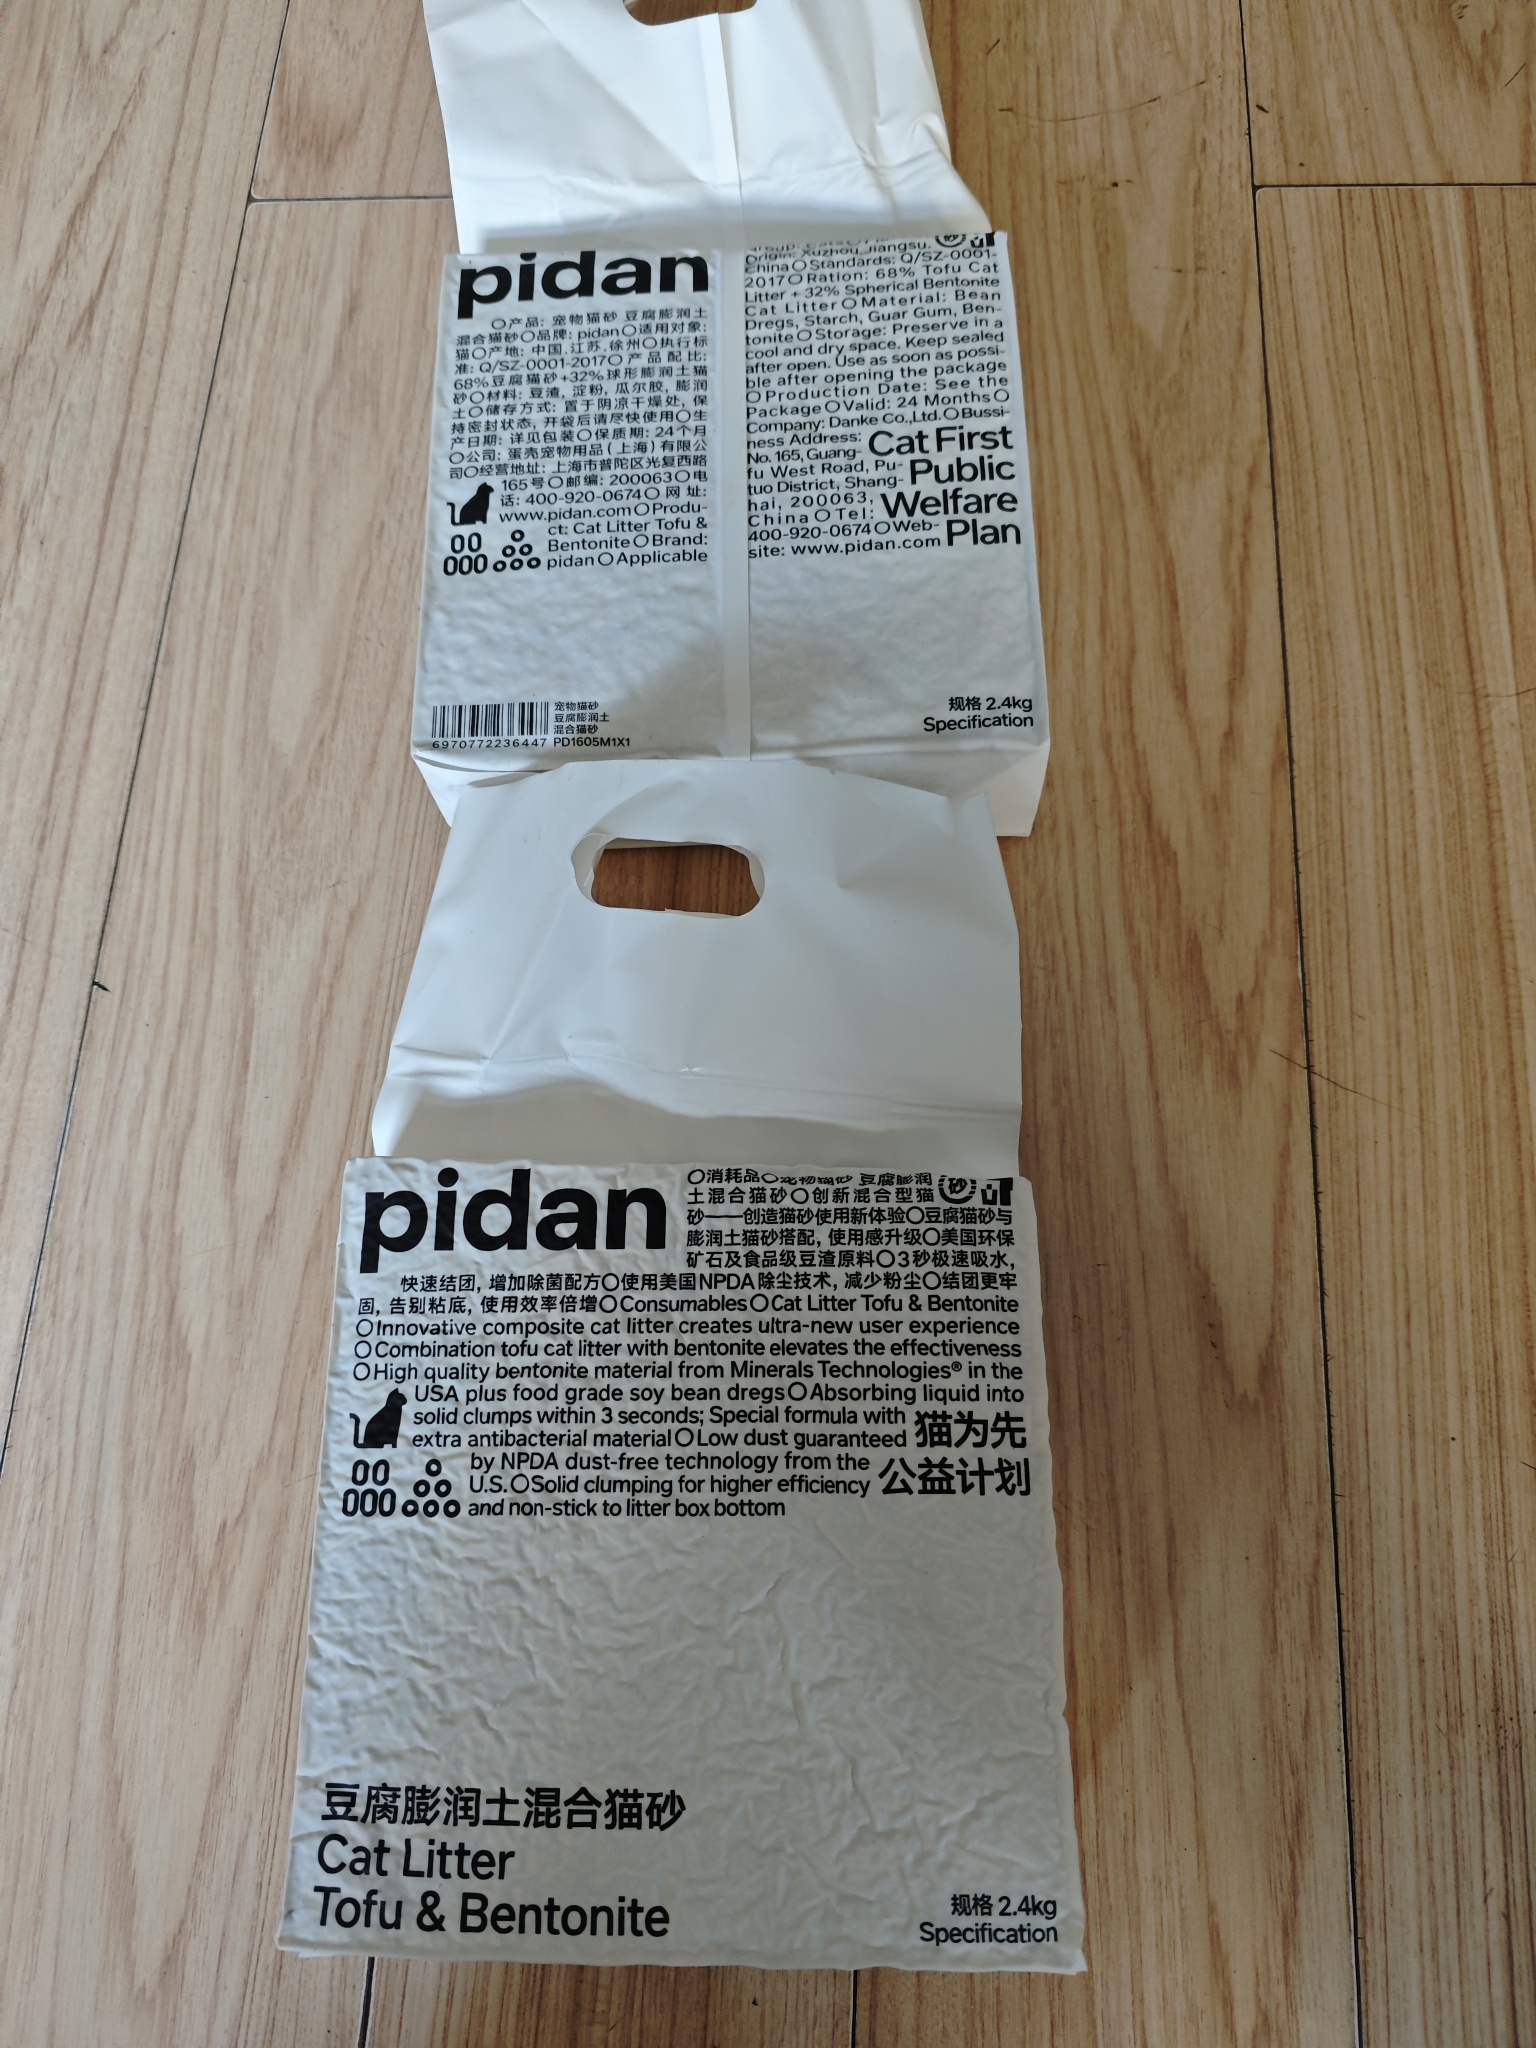 pidan
○产品: 宠物猫砂 豆腐膨润土
混合猫砂○品牌: pidan○适用对象:
猫○产地: 中国.江苏.徐州○执行标
准: Q/SZ-0001-2017○产品配比:
68%豆腐猫砂+32%球形膨润土猫
砂○材料: 豆渣, 淀粉, 瓜尔胶, 膨润
土○储存方式: 置于阴凉干燥处, 保
持密封状态, 开袋后请尽快使用○生
产日期: 详见包装○保质期: 24个月
○公司: 蛋壳宠物用品(上海)有限公
司○经营地址: 上海市普陀区光复西路
165号○邮编: 200063○电
话: 400-920-0674○网址:
www.pidan.com○Produ-
ct: Cat Litter Tofu &
Bentonite○Brand:
pidan○Applicable
Origin: Xuzhou, Jiangsu.
China○Standards: Q/SZ-0001-
2017○Ration: 68% Tofu Cat
Litter + 32% Spherical Bentonite
Cat Litter○Material: Bean
Dregs, Starch, Guar Gum, Ben-
tonite○Storage: Preserve in a
cool and dry space. Keep sealed
after open. Use as soon as possi-
ble after opening the package
○Production Date: See the
Package○Valid: 24 Months○
Company: Danke Co.,Ltd.○Bussi-
ness Address:
No. 165, Guang-
fu West Road, Pu-
tuo District, Shang-
hai, 200063,
China○Tel:
400-920-0674○Web-
site: www.pidan.com
Cat First
Public
Welfare
Plan
宠物猫砂
豆腐膨润土
混合猫砂
6970772236447 PD1605M1X1
规格 2.4kg
Specification
pidan
○消耗品○宠物猫砂 豆腐膨润
土混合猫砂○创新混合型猫
砂——创造猫砂使用新体验○豆腐猫砂与
膨润土猫砂搭配, 使用感升级○美国环保
矿石及食品级豆渣原料○3秒极速吸水,
快速结团, 增加除菌配方○使用美国NPDA除尘技术, 减少粉尘○结团更牢
固, 告别粘底, 使用效率倍增○Consumables○Cat Litter Tofu & Bentonite
○Innovative composite cat litter creates ultra-new user experience
○Combination tofu cat litter with bentonite elevates the effectiveness
○High quality bentonite material from Minerals Technologies® in the
USA plus food grade soy bean dregs○Absorbing liquid into
solid clumps within 3 seconds; Special formula with
extra antibacterial material○Low dust guaranteed
by NPDA dust-free technology from the
U.S.○Solid clumping for higher efficiency
and non-stick to litter box bottom
砂
猫为先
公益计划
豆腐膨润土混合猫砂
Cat Litter
Tofu & Bentonite
规格 2.4kg
Specification